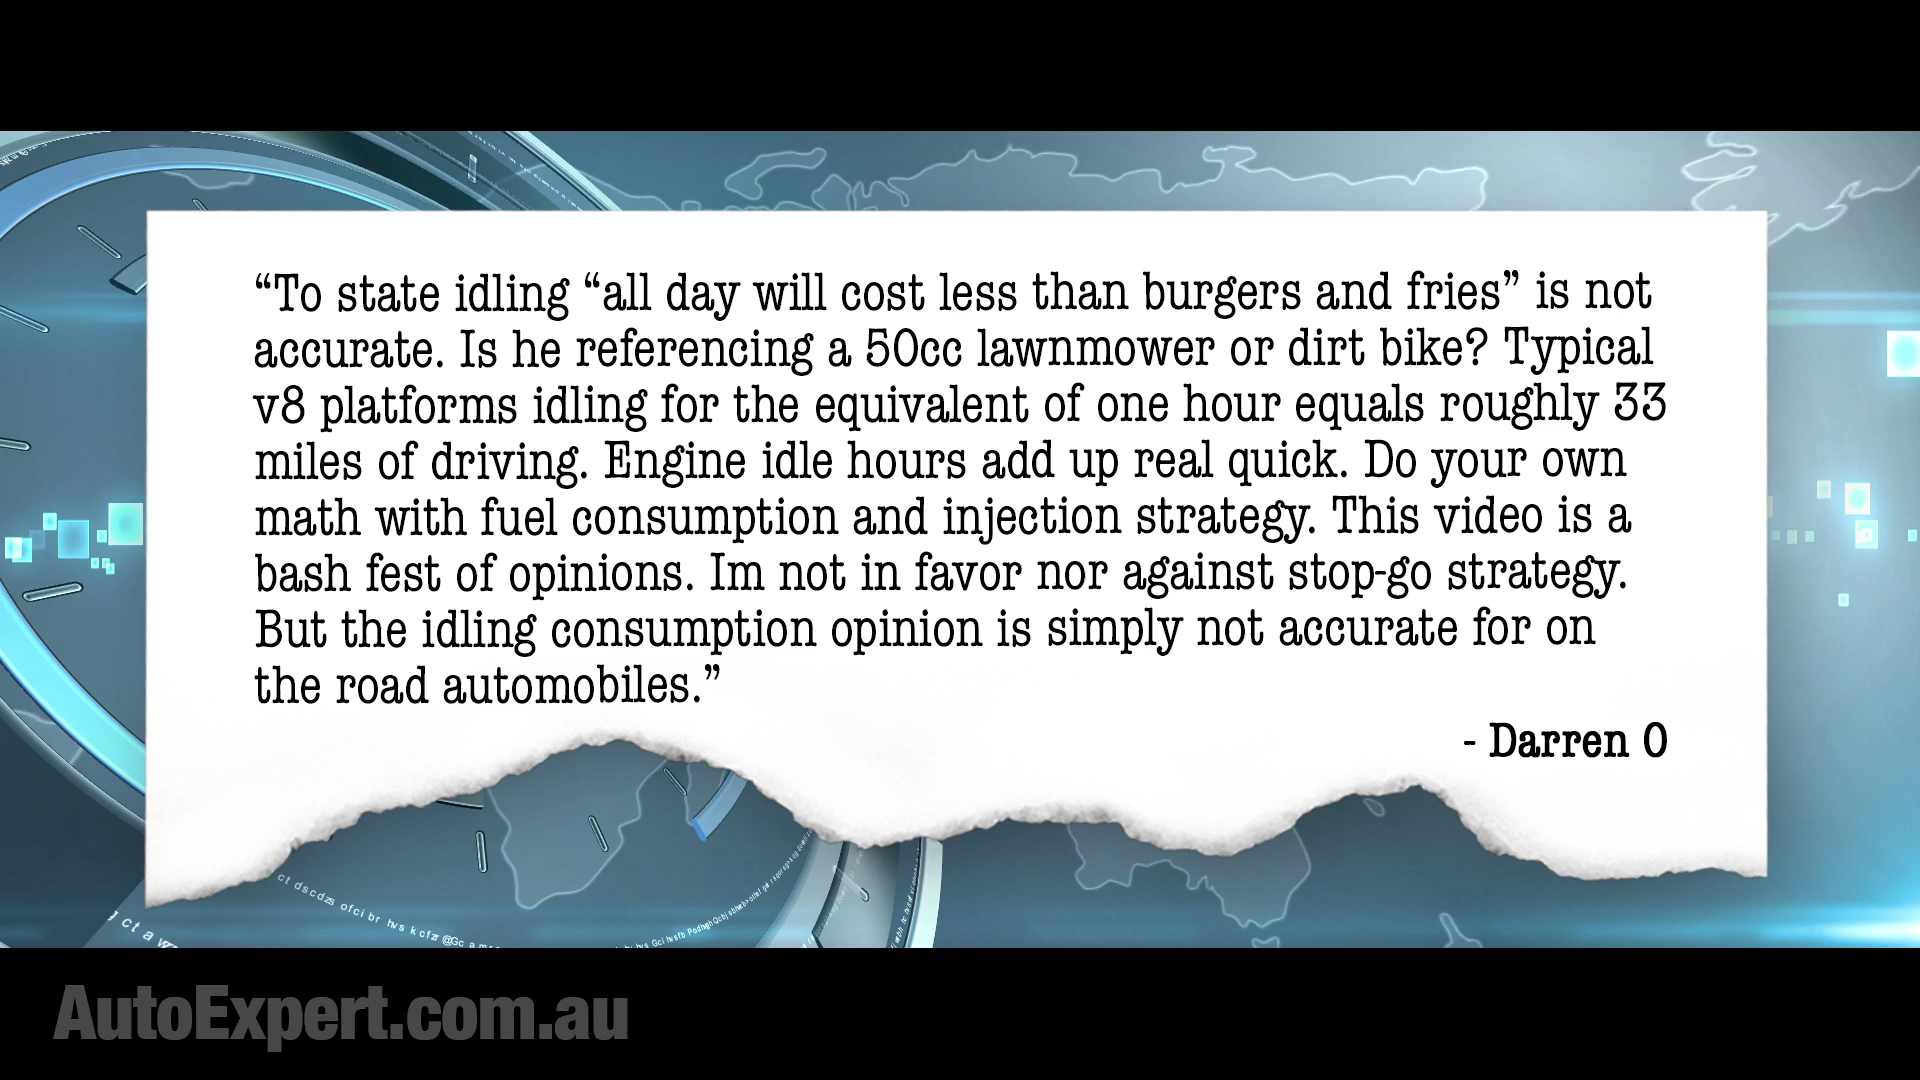 “To state idling “all day will cost less than burgers and fries” is not
accurate. Is he referencing a 50cc lawnmower or dirt bike? Typical
v8 platforms idling for the equivalent of one hour equals roughly 33
miles of driving. Engine idle hours add up real quick. Do your own
math with fuel consumption and injection strategy. This video is a
bash fest of opinions. Im not in favor nor against stop-go strategy.
But the idling consumption opinion is simply not accurate for on
the road automobiles.”
- Darren O
AutoExpert.com.au